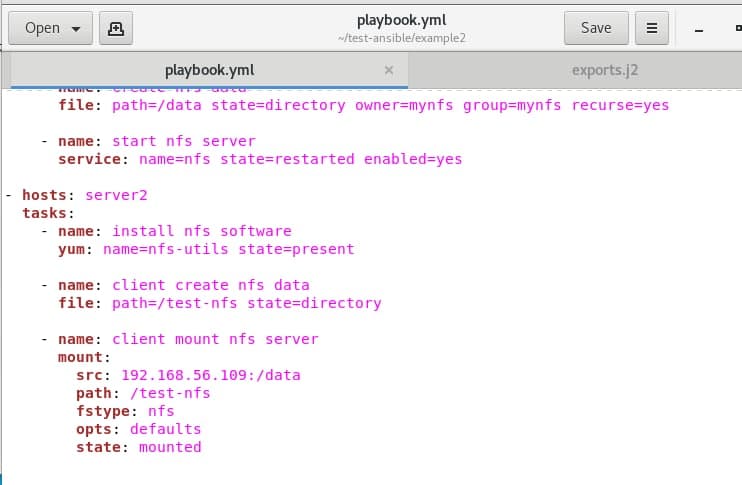 Open
playbook.yml
~/test-ansible/example2
Save
playbook.yml
exports.j2
name: create nfs data
file: path=/data state=directory owner=mynfs group=mynfs recurse=yes
- name: start nfs server
service: name=nfs state=restarted enabled=yes
- hosts: server2
tasks:
- name: install nfs software
yum: name=nfs-utils state=present
- name: client create nfs data
file: path=/test-nfs state=directory
- name: client mount nfs server
mount:
src: 192.168.56.109:/data
path: /test-nfs
fstype: nfs
opts: defaults
state: mounted